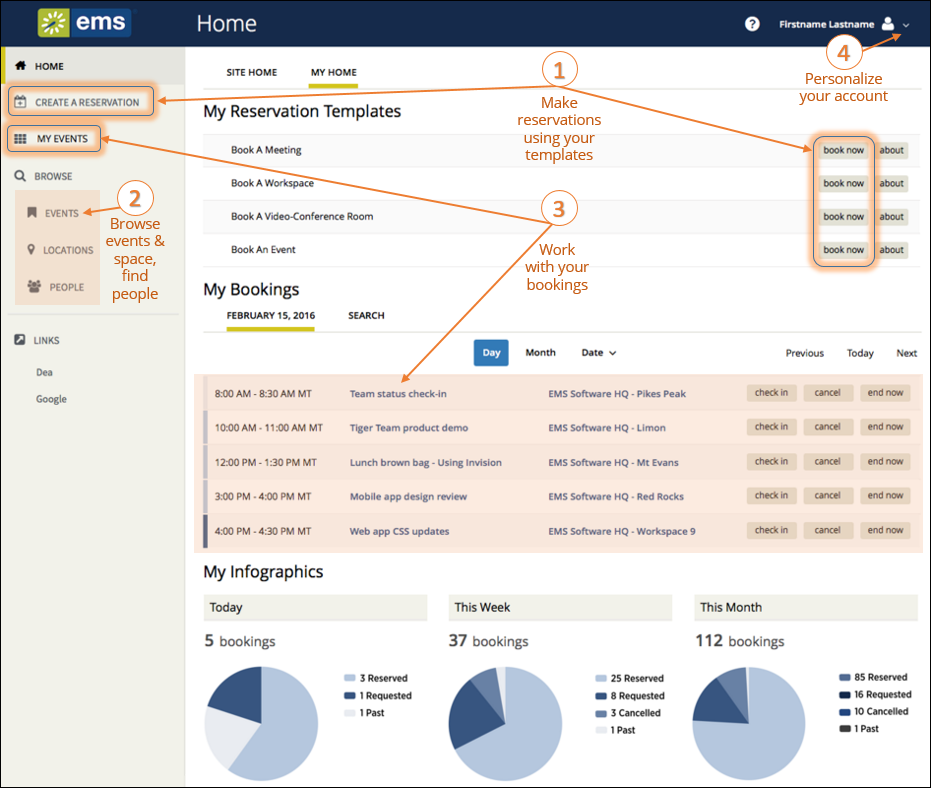 ems Home ? Firstname Lastname
4
Personalize
your account
HOME
CREATE A RESERVATION
MY EVENTS
BROWSE
EVENTS
LOCATIONS
PEOPLE
2
Browse
events &
space,
find
people
LINKS
Dea
Google
SITE HOME MY HOME
1
Make
reservations
using your
templates
My Reservation Templates
Book A Meeting book now about
Book A Workspace book now about
Book A Video-Conference Room book now about
Book An Event book now about
3
Work
with your
bookings
My Bookings
FEBRUARY 15, 2016 SEARCH
Day Month Date Previous Today Next
8:00 AM - 8:30 AM MT Team status check-in EMS Software HQ - Pikes Peak check in cancel end now
10:00 AM - 11:00 AM MT Tiger Team product demo EMS Software HQ - Limon check in cancel end now
12:00 PM - 1:30 PM MT Lunch brown bag - Using Invision EMS Software HQ - Mt Evans check in cancel end now
3:00 PM - 4:00 PM MT Mobile app design review EMS Software HQ - Red Rocks check in cancel end now
4:00 PM - 4:30 PM MT Web app CSS updates EMS Software HQ - Workspace 9 check in cancel end now
My Infographics
Today
5 bookings
3 Reserved
1 Requested
1 Past
This Week
37 bookings
25 Reserved
8 Requested
3 Cancelled
1 Past
This Month
112 bookings
85 Reserved
16 Requested
10 Cancelled
1 Past